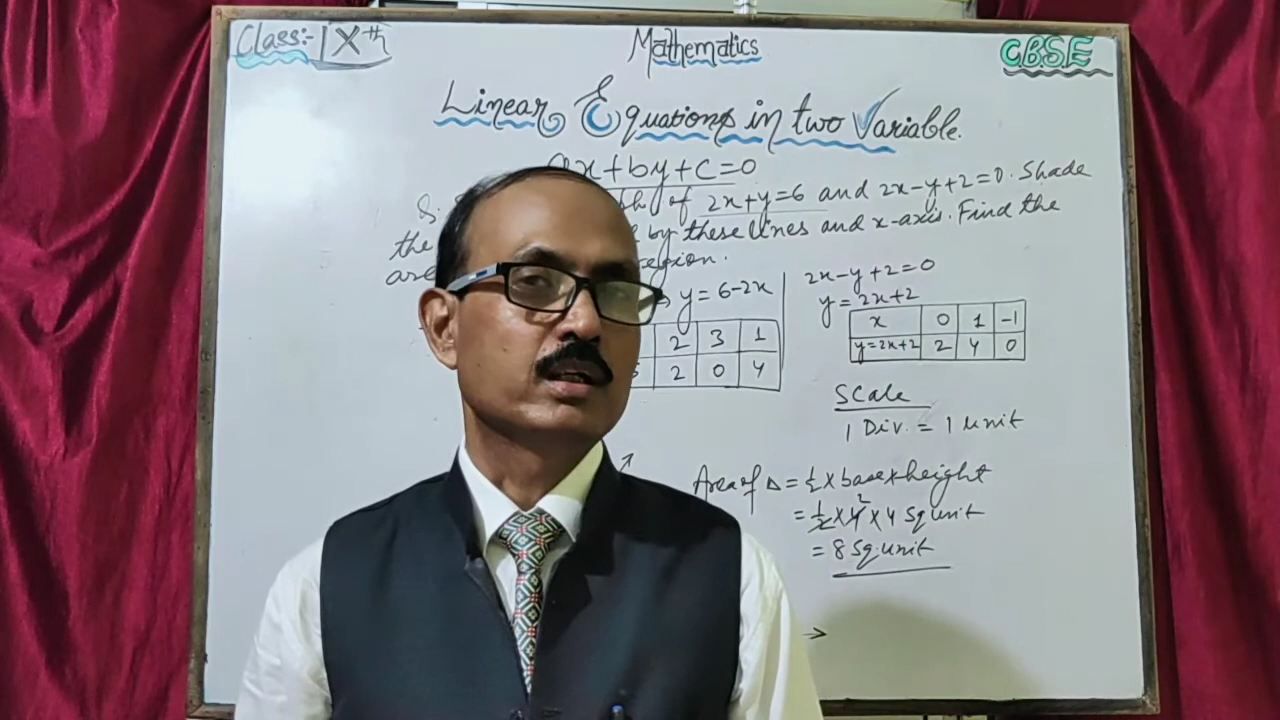 Class:- IXth
Mathematics
C.B.S.E
Linear Equations in two Variable.
ax+by+c=0
of 2x+y=6 and 2x-y+2=0. Shade
the by these lines and x-axis. Find the
region.
y=6-2x
2 3 1
2 0 4
2x-y+2=0
y=2x+2
x 0 1 -1
y=2x+2 2 4 0
Scale
1 Div. = 1 unit
Area of Δ = ½ × base × height
= ½ × 4² × 4 Sq unit
= 8 Sq.unit